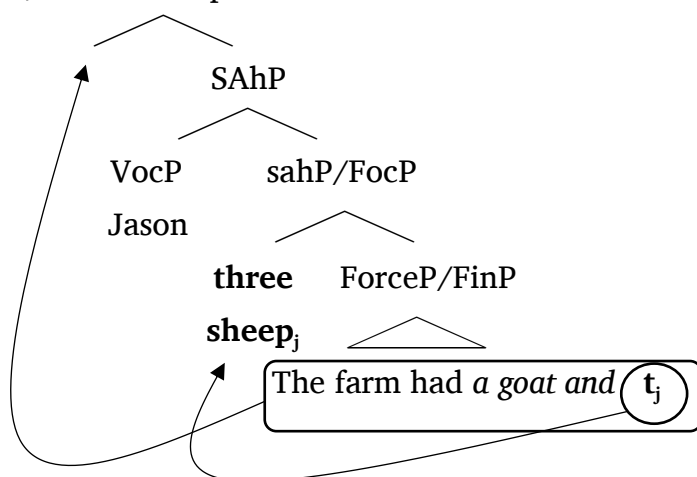 SAhP
VocP sahP/FocP
Jason
three ForceP/FinP
sheepj
The farm had a goat and tj